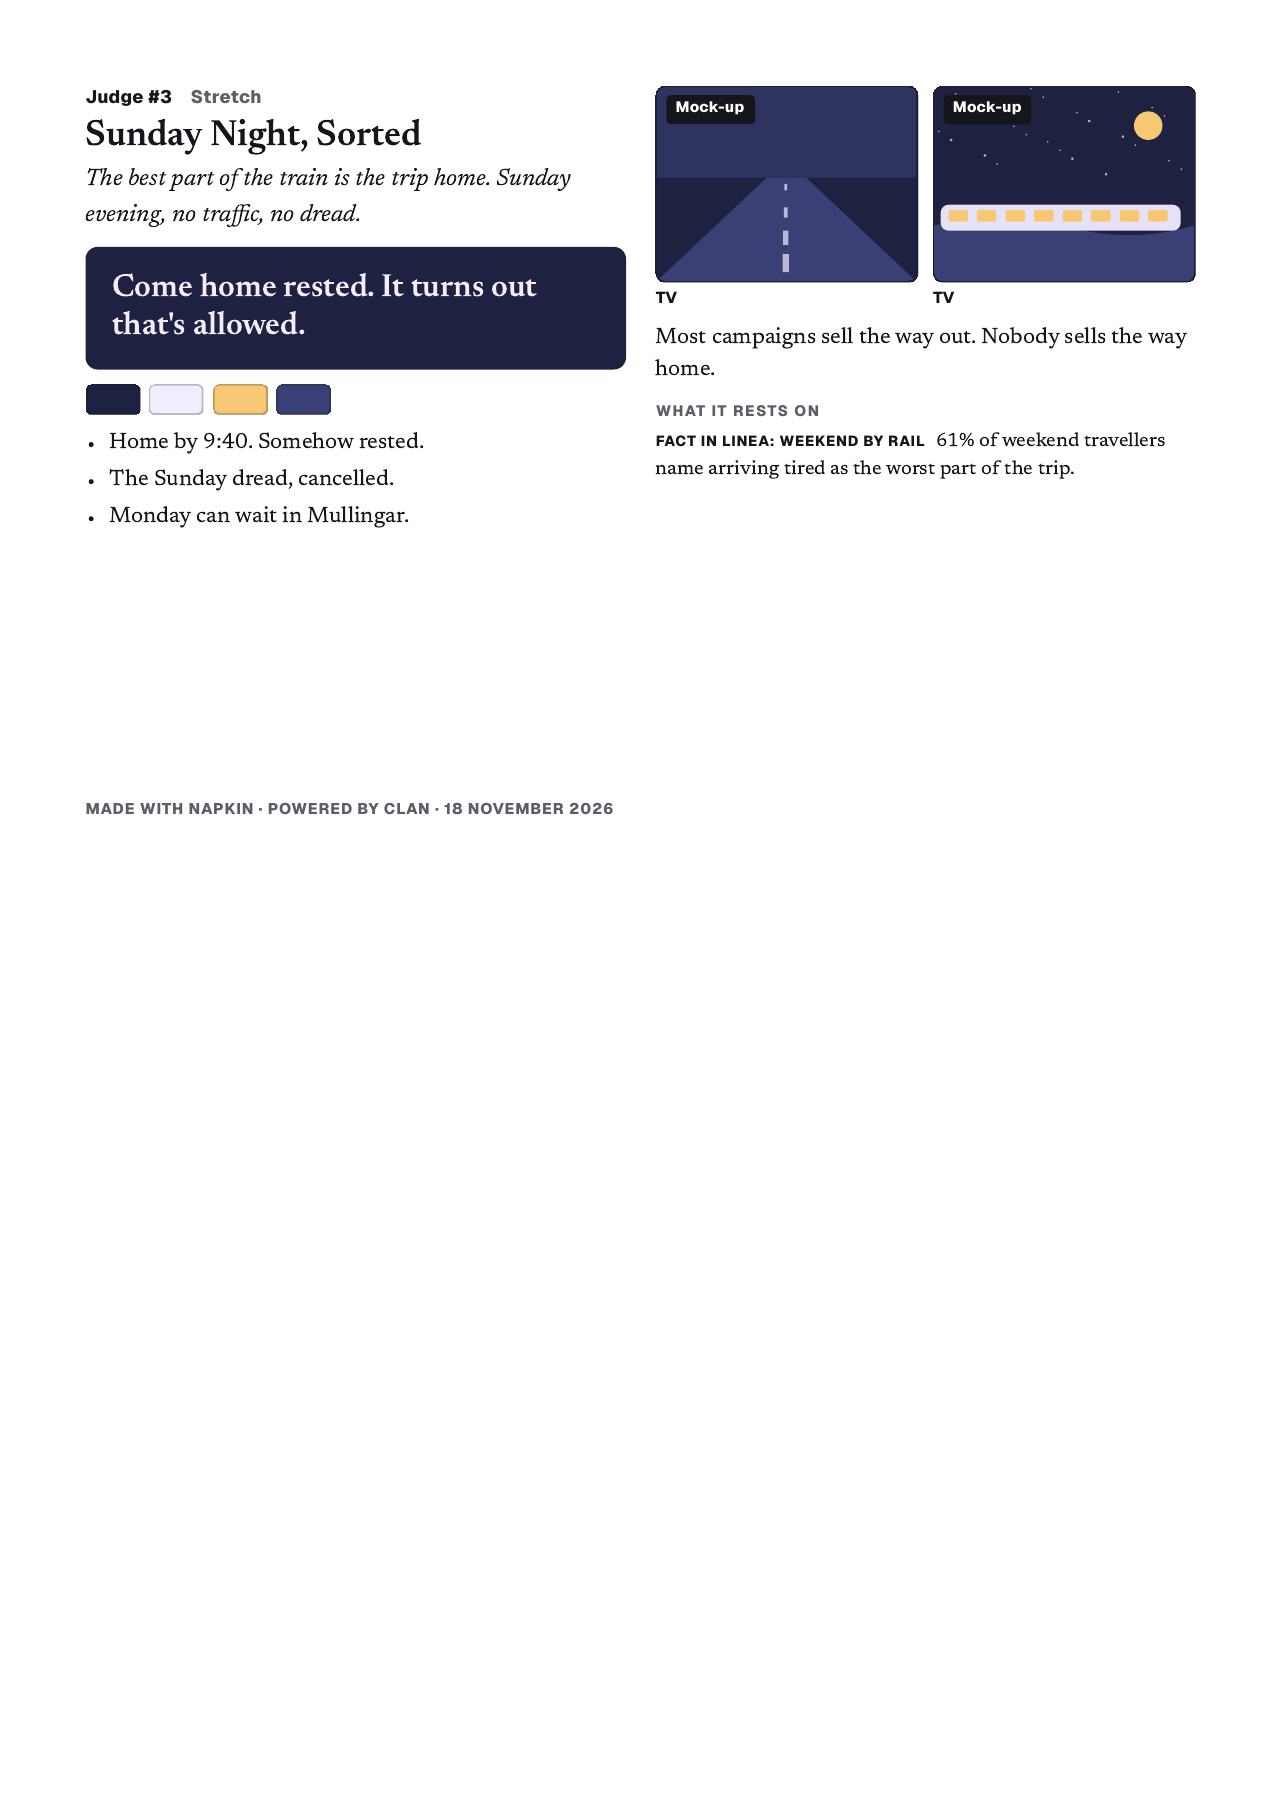 Judge #3 Stretch
Sunday Night, Sorted
The best part of the train is the trip home. Sunday
evening, no traffic, no dread.
Come home rested. It turns out
that's allowed.
• Home by 9:40. Somehow rested.
• The Sunday dread, cancelled.
• Monday can wait in Mullingar.
Mock-up
TV
Mock-up
TV
Most campaigns sell the way out. Nobody sells the way
home.
WHAT IT RESTS ON
FACT IN LINEA: WEEKEND BY RAIL 61% of weekend travellers
name arriving tired as the worst part of the trip.
MADE WITH NAPKIN · POWERED BY CLAN · 18 NOVEMBER 2026